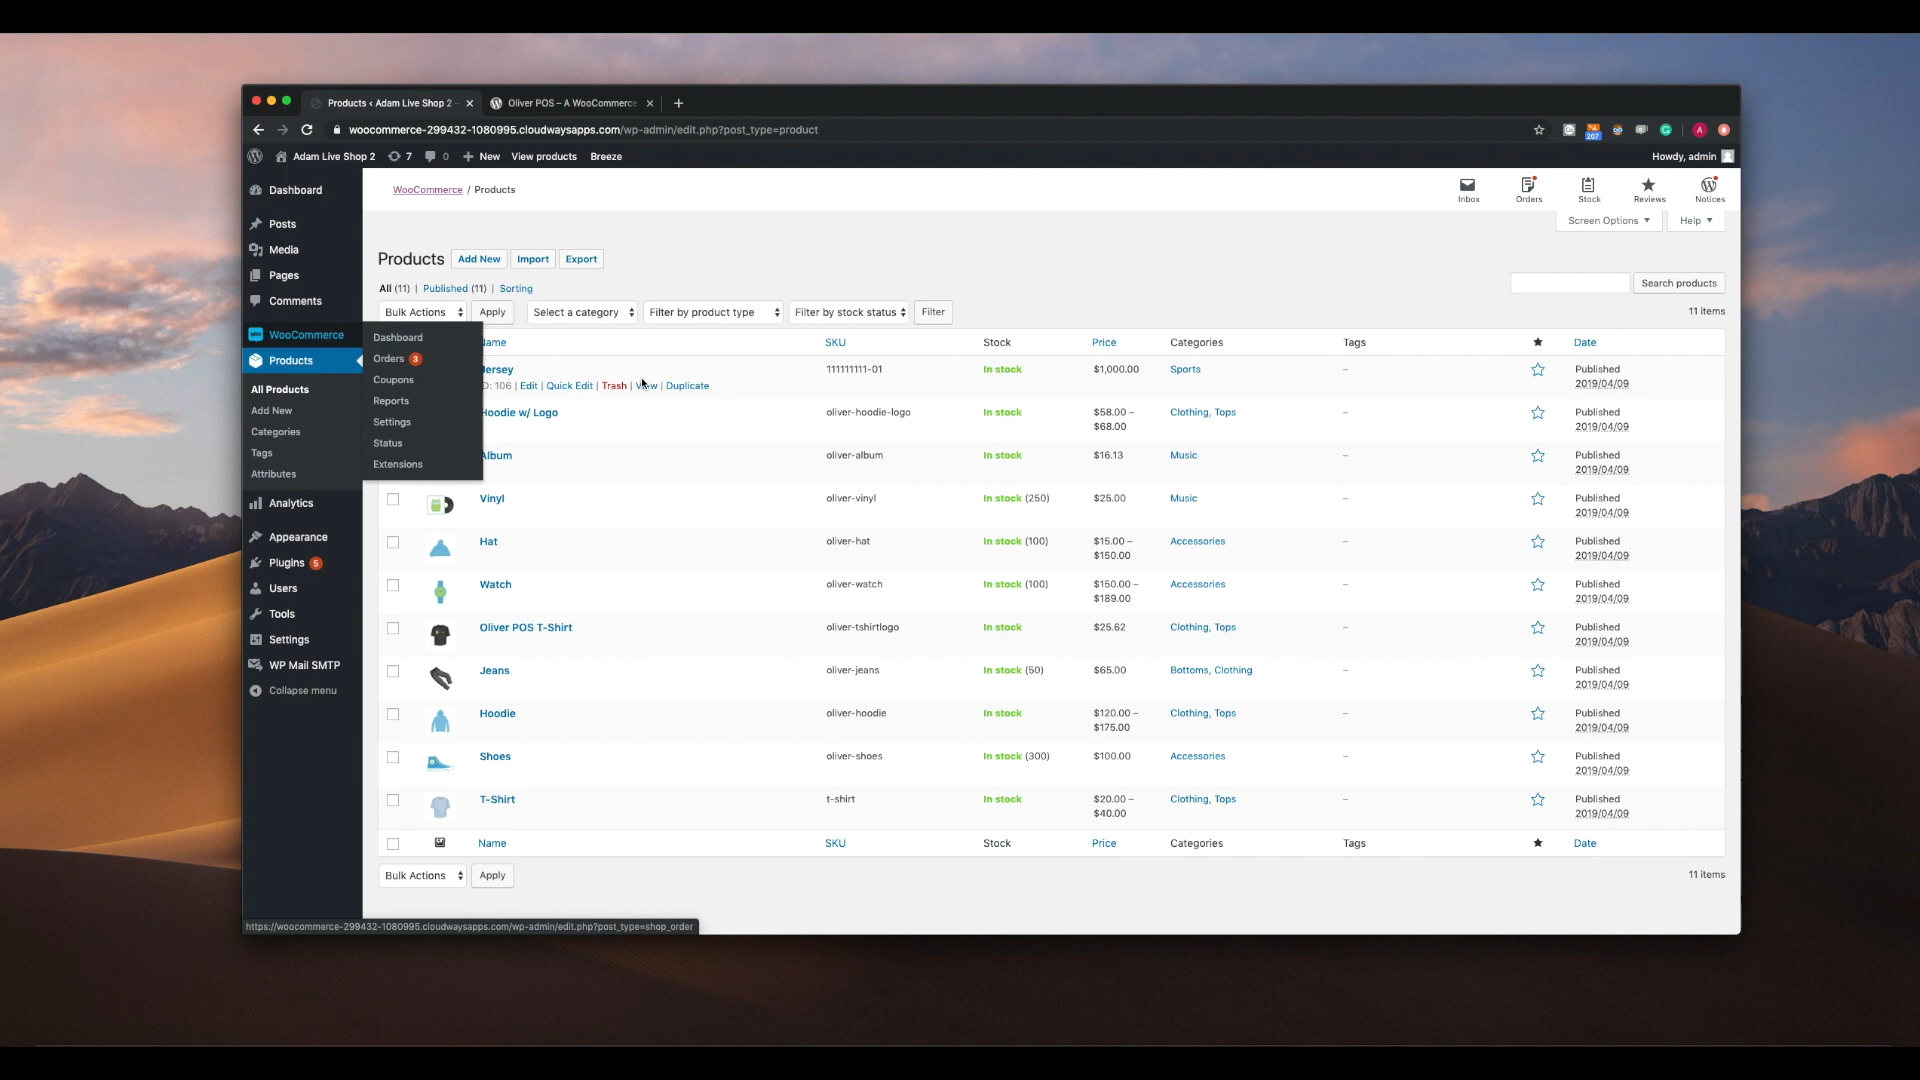 Products ‹ Adam Live Shop 2 -
Oliver POS – A WooCommerce
woocommerce-299432-1080995.cloudwaysapps.com/wp-admin/edit.php?post_type=product
207
A
Adam Live Shop 2 7 0 New View products Breeze
Howdy, admin
Dashboard
Posts
Media
Pages
Comments
WooCommerce
Products
All Products
Add New
Categories
Tags
Attributes
Analytics
Appearance
Plugins 5
Users
Tools
Settings
WP Mail SMTP
Collapse menu
Dashboard
Orders 3
Coupons
Reports
Settings
Status
Extensions
WooCommerce / Products
Inbox Orders Stock Reviews Notices
Screen Options Help
Products Add New Import Export
All (11) | Published (11) | Sorting
Search products
Bulk Actions Apply Select a category Filter by product type Filter by stock status Filter
11 items
SKU Stock Price Categories Tags Date
111111111-01 In stock $1,000.00 Sports – Published
| Edit | Quick Edit | Trash | View | Duplicate 2019/04/09
Hoodie w/ Logo oliver-hoodie-logo In stock $58.00 – Clothing, Tops – Published
$68.00 2019/04/09
Album oliver-album In stock $16.13 Music – Published
2019/04/09
Vinyl oliver-vinyl In stock (250) $25.00 Music – Published
2019/04/09
Hat oliver-hat In stock (100) $15.00 – Accessories – Published
$150.00 2019/04/09
Watch oliver-watch In stock (100) $150.00 – Accessories – Published
$189.00 2019/04/09
Oliver POS T-Shirt oliver-tshirtlogo In stock $25.62 Clothing, Tops – Published
2019/04/09
Jeans oliver-jeans In stock (50) $65.00 Bottoms, Clothing – Published
2019/04/09
Hoodie oliver-hoodie In stock $120.00 – Clothing, Tops – Published
$175.00 2019/04/09
Shoes oliver-shoes In stock (300) $100.00 Accessories – Published
2019/04/09
T-Shirt t-shirt In stock $20.00 – Clothing, Tops – Published
$40.00 2019/04/09
Name SKU Stock Price Categories Tags Date
Bulk Actions Apply
11 items
https://woocommerce-299432-1080995.cloudwaysapps.com/wp-admin/edit.php?post_type=shop_order